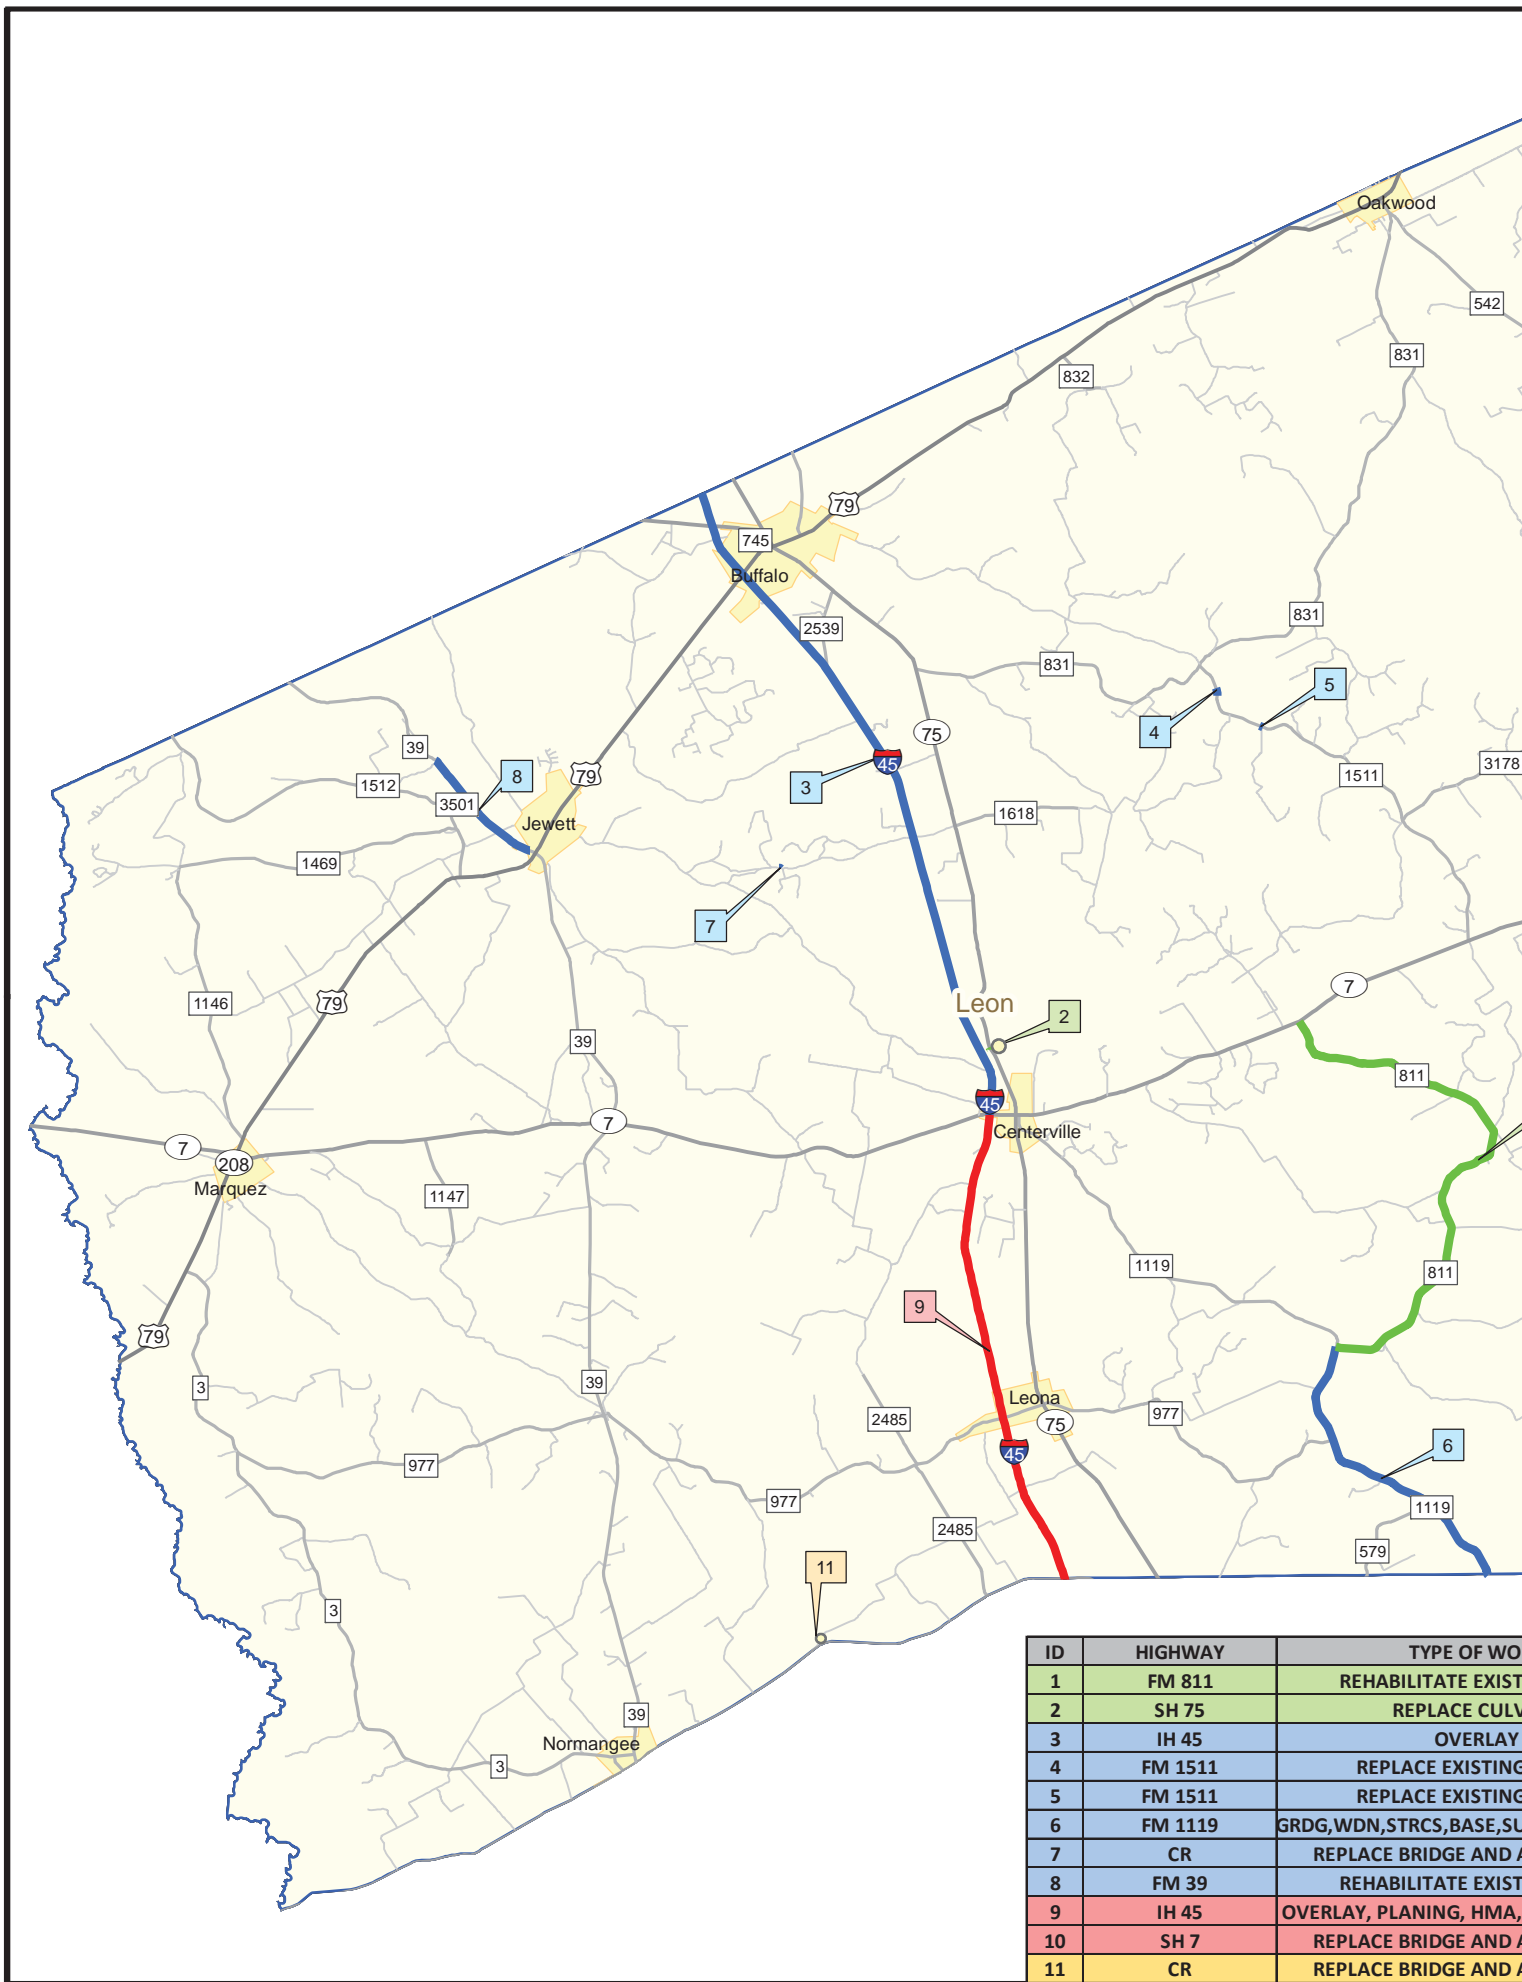 Oakwood
542
831
832
79
745
Buffalo
2539
831
831
5
4
75
39
8
79
45
3
1512
3501
3178
1511
Jewett
1618
1469
7
7
1146
79
Leon
2
39
811
45
7
7
208
Centerville
Marquez
1147
1119
811
9
79
3
39
Leona
2485
75
977
977
45
6
977
1119
2485
579
11
3
39
Normangee
3
ID HIGHWAY TYPE OF WO
1 FM 811 REHABILITATE EXIST
2 SH 75 REPLACE CULV
3 IH 45 OVERLAY
4 FM 1511 REPLACE EXISTING
5 FM 1511 REPLACE EXISTING
6 FM 1119 GRDG,WDN,STRCS,BASE,SU
7 CR REPLACE BRIDGE AND A
8 FM 39 REHABILITATE EXIST
9 IH 45 OVERLAY, PLANING, HMA,
10 SH 7 REPLACE BRIDGE AND A
11 CR REPLACE BRIDGE AND A